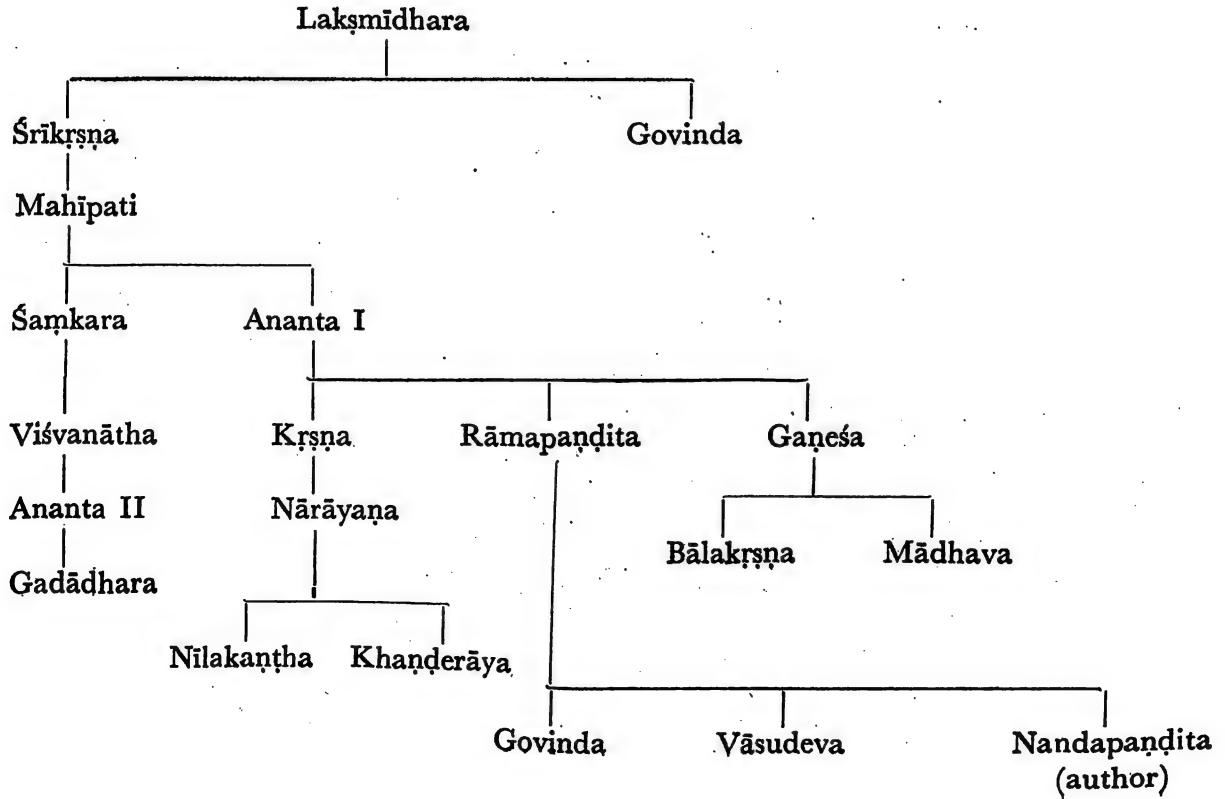 Lakṣmīdhara
Śrīkṛṣṇa Govinda
Mahīpati
Śaṃkara Ananta I
Viśvanātha Kṛṣṇa Rāmapaṇḍita Gaṇeśa
Ananta II Nārāyaṇa
Bālakṛṣṇa Mādhava
Gadādhara
Nīlakaṇṭha Khaṇḍerāya
Govinda Vāsudeva Nandapaṇḍita
(author)